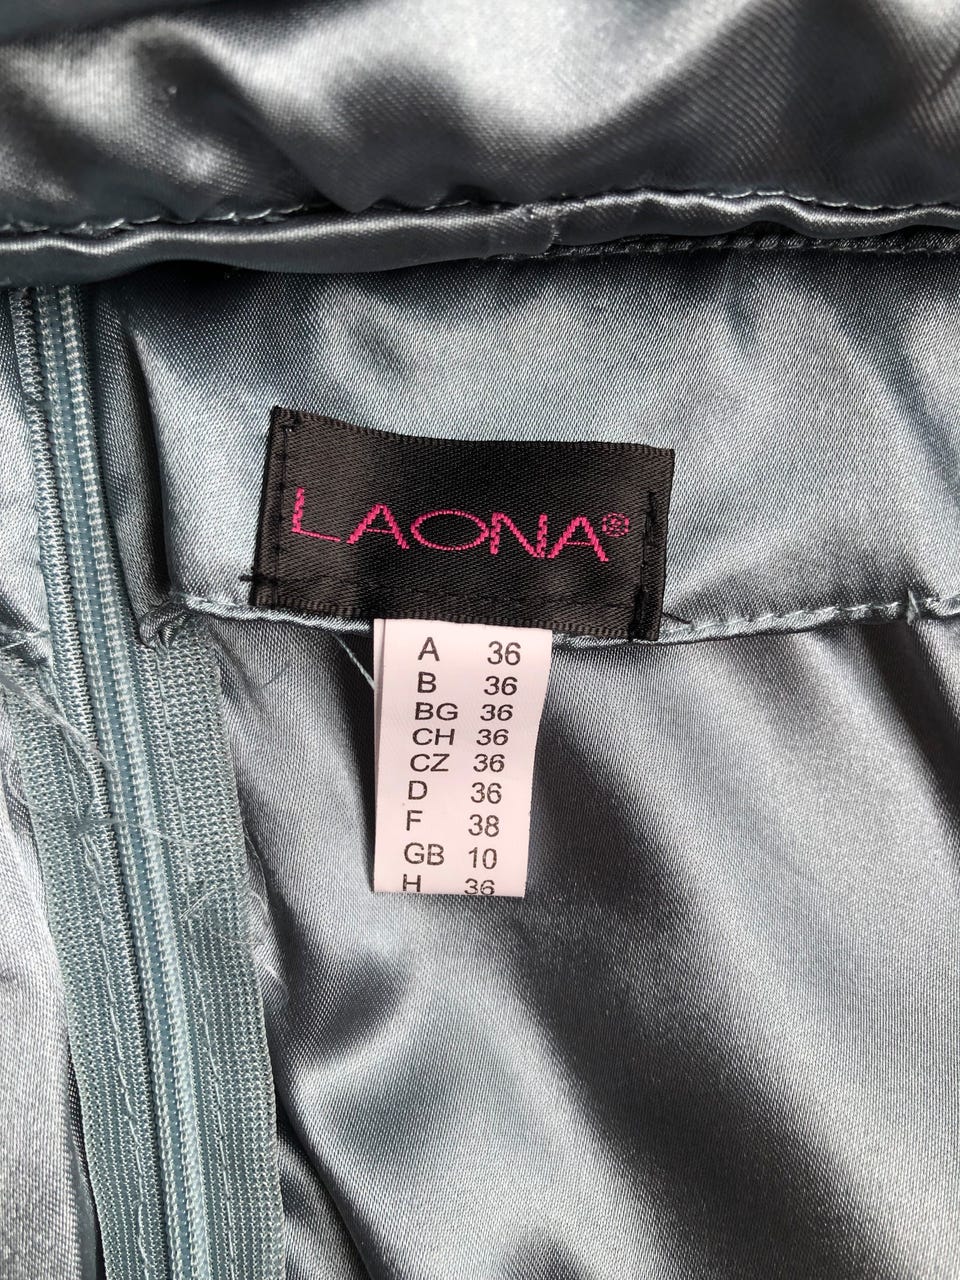 LAONA®
A 36
B 36
BG 36
CH 36
CZ 36
D 36
F 38
GB 10
H 36